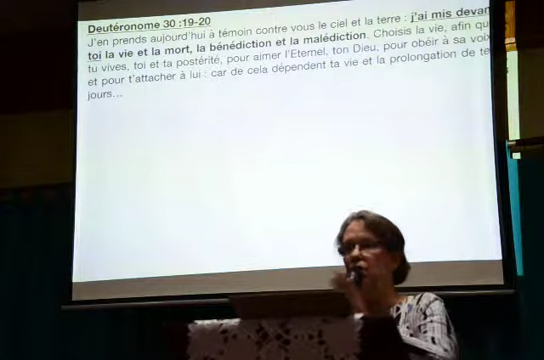 Deutéronome 30 :19-20
J'en prends aujourd'hui à témoin contre vous le ciel et la terre : j'ai mis devan
toi la vie et la mort, la bénédiction et la malédiction. Choisis la vie, afin qu
tu vives, toi et ta postérité, pour aimer l'Eternel, ton Dieu, pour obéir à sa voix
et pour t'attacher à lui : car de cela dépendent ta vie et la prolongation de te
jours…